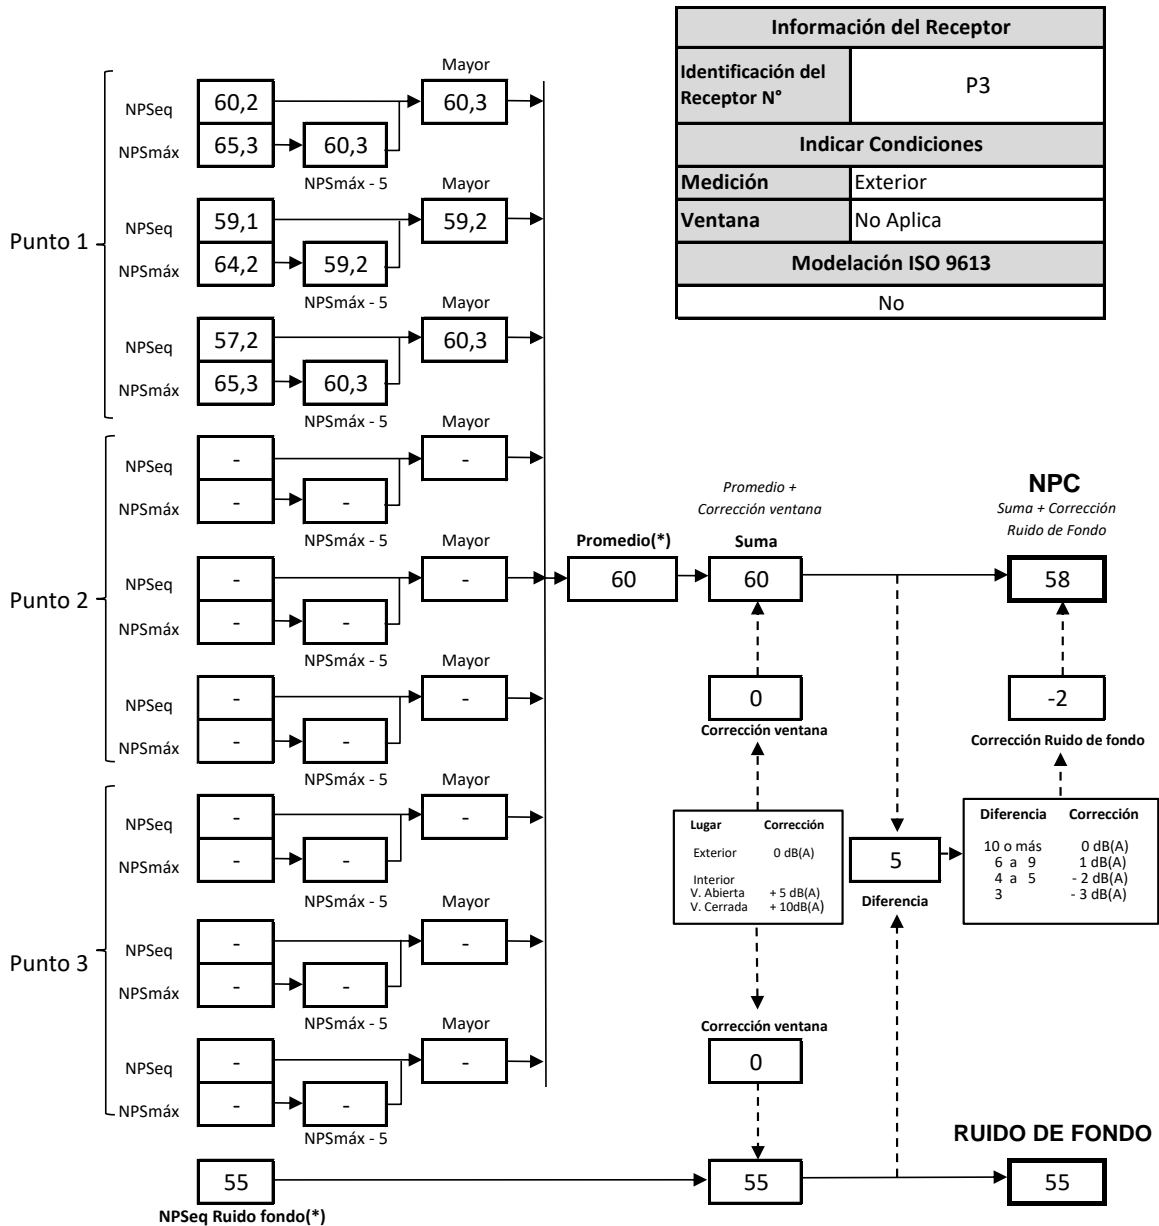 Información del Receptor
Identificación del
Receptor N°
P3
Indicar Condiciones
Medición
Exterior
Ventana
No Aplica
Modelación ISO 9613
No
Punto 1
Mayor
NPSeq
60,2
60,3
NPSmáx
65,3
60,3
NPSmáx - 5
Mayor
NPSeq
59,1
59,2
NPSmáx
64,2
59,2
NPSmáx - 5
Mayor
NPSeq
57,2
60,3
NPSmáx
65,3
60,3
NPSmáx - 5
Punto 2
Mayor
NPSeq
-
-
NPSmáx
-
-
NPSmáx - 5
Mayor
NPSeq
-
-
NPSmáx
-
-
NPSmáx - 5
Mayor
NPSeq
-
-
NPSmáx
-
-
NPSmáx - 5
Punto 3
Mayor
NPSeq
-
-
NPSmáx
-
-
NPSmáx - 5
Mayor
NPSeq
-
-
NPSmáx
-
-
NPSmáx - 5
Mayor
NPSeq
-
-
NPSmáx
-
-
NPSmáx - 5
Promedio(*)
60
Promedio +
Corrección ventana
Suma
60
NPC
Suma + Corrección
Ruido de Fondo
58
0
Corrección ventana
-2
Corrección Ruido de fondo
Lugar Corrección
Exterior 0 dB(A)
Interior
V. Abierta + 5 dB(A)
V. Cerrada + 10dB(A)
5
Diferencia
Diferencia Corrección
10 o más 0 dB(A)
6 a 9 1 dB(A)
4 a 5 - 2 dB(A)
3 - 3 dB(A)
Corrección ventana
0
55
NPSeq Ruido fondo(*)
55
RUIDO DE FONDO
55